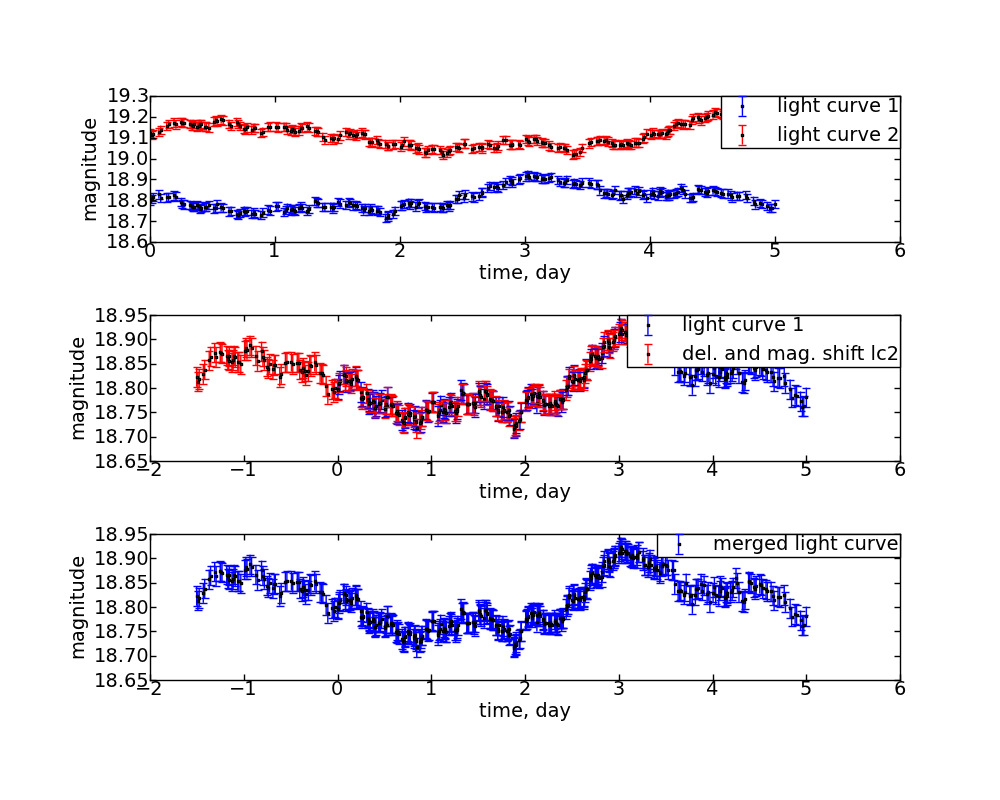 19.3
19.2
19.1
19.0
18.9
18.8
18.7
18.6
magnitude
light curve 1
light curve 2
0 1 2 3 4 5 6
time, day
18.95
18.90
18.85
18.80
18.75
18.70
18.65
magnitude
light curve 1
del. and mag. shift lc2
−2 −1 0 1 2 3 4 5 6
time, day
18.95
18.90
18.85
18.80
18.75
18.70
18.65
magnitude
merged light curve
−2 −1 0 1 2 3 4 5 6
time, day